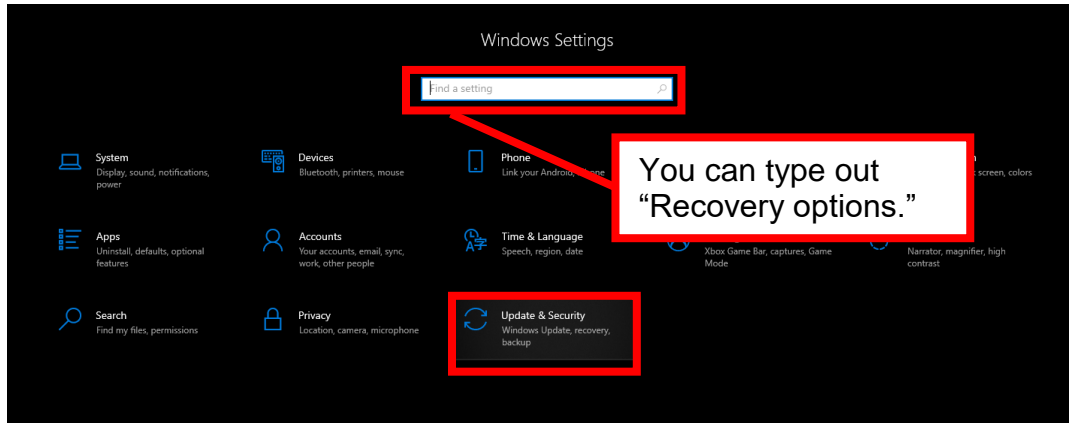 Windows Settings
Find a setting
You can type out
“Recovery options.”
System
Display, sound, notifications,
power
Devices
Bluetooth, printers, mouse
Phone
Link your Android,
screen, colors
Apps
Uninstall, defaults, optional
features
Accounts
Your accounts, email, sync,
work, other people
Time & Language
Speech, region, date
Xbox Game Bar, captures, Game
Mode
Narrator, magnifier, high
contrast
Search
Find my files, permissions
Privacy
Location, camera, microphone
Update & Security
Windows Update, recovery,
backup